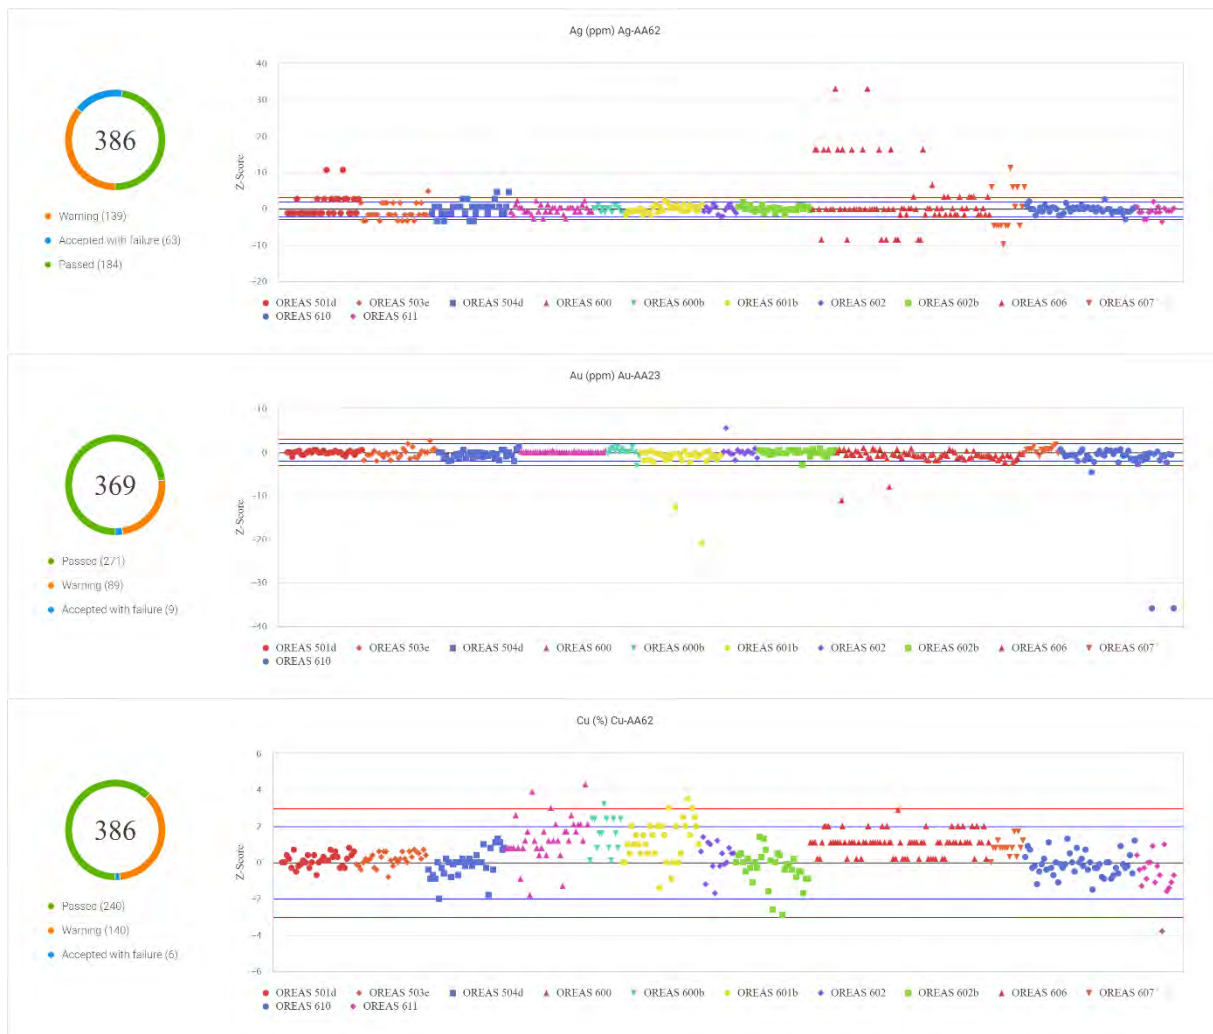 Ag (ppm) Ag-AA62
40
30
20
10
0
-10
-20
Z-Score
386
Warning (139)
Accepted with failure (63)
Passed (184)
OREAS 501d OREAS 503e OREAS 504d OREAS 600 OREAS 600b OREAS 601b OREAS 602 OREAS 602b OREAS 606 OREAS 607
OREAS 610 OREAS 611
Au (ppm) Au-AA23
10
0
-10
-20
-30
-40
Z-Score
369
Passed (271)
Warning (89)
Accepted with failure (9)
OREAS 501d OREAS 503e OREAS 504d OREAS 600 OREAS 600b OREAS 601b OREAS 602 OREAS 602b OREAS 606 OREAS 607
OREAS 610
Cu (%) Cu-AA62
6
4
2
0
-2
-4
-6
Z-Score
386
Passed (240)
Warning (140)
Accepted with failure (6)
OREAS 501d OREAS 503e OREAS 504d OREAS 600 OREAS 600b OREAS 601b OREAS 602 OREAS 602b OREAS 606 OREAS 607
OREAS 610 OREAS 611